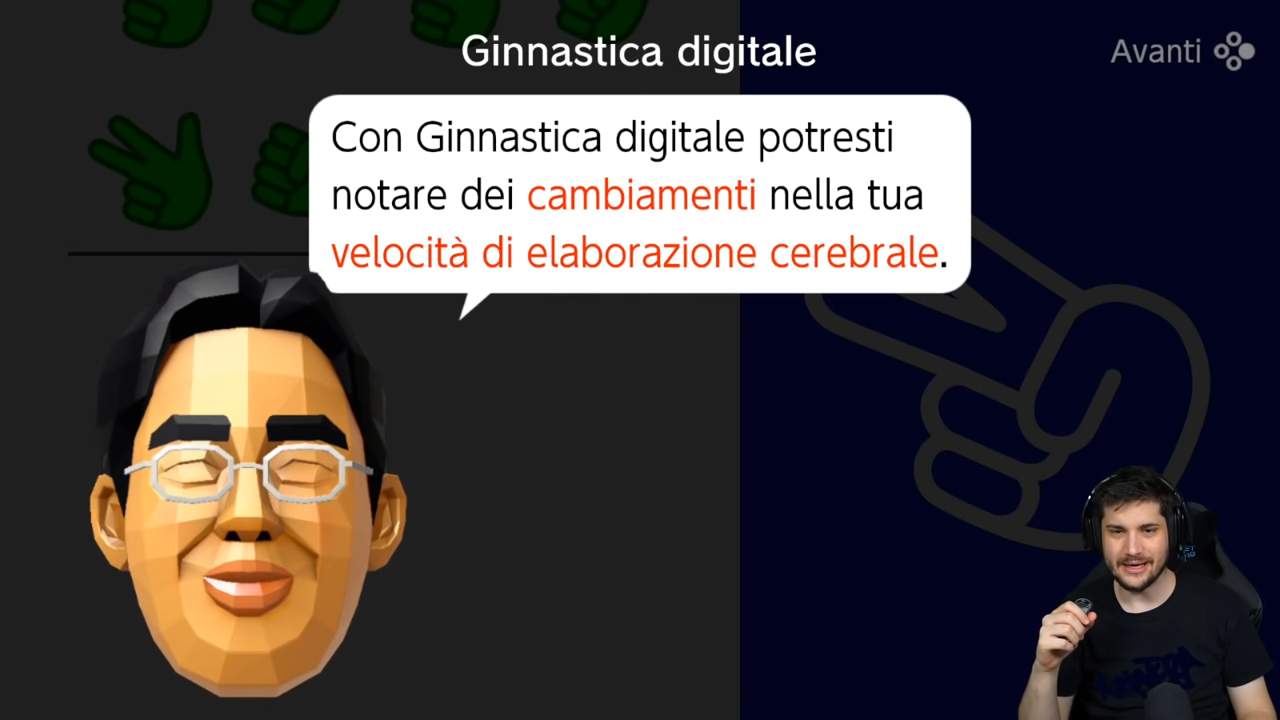 Ginnastica digitale
Avanti
Con Ginnastica digitale potresti
notare dei cambiamenti nella tua
velocità di elaborazione cerebrale.